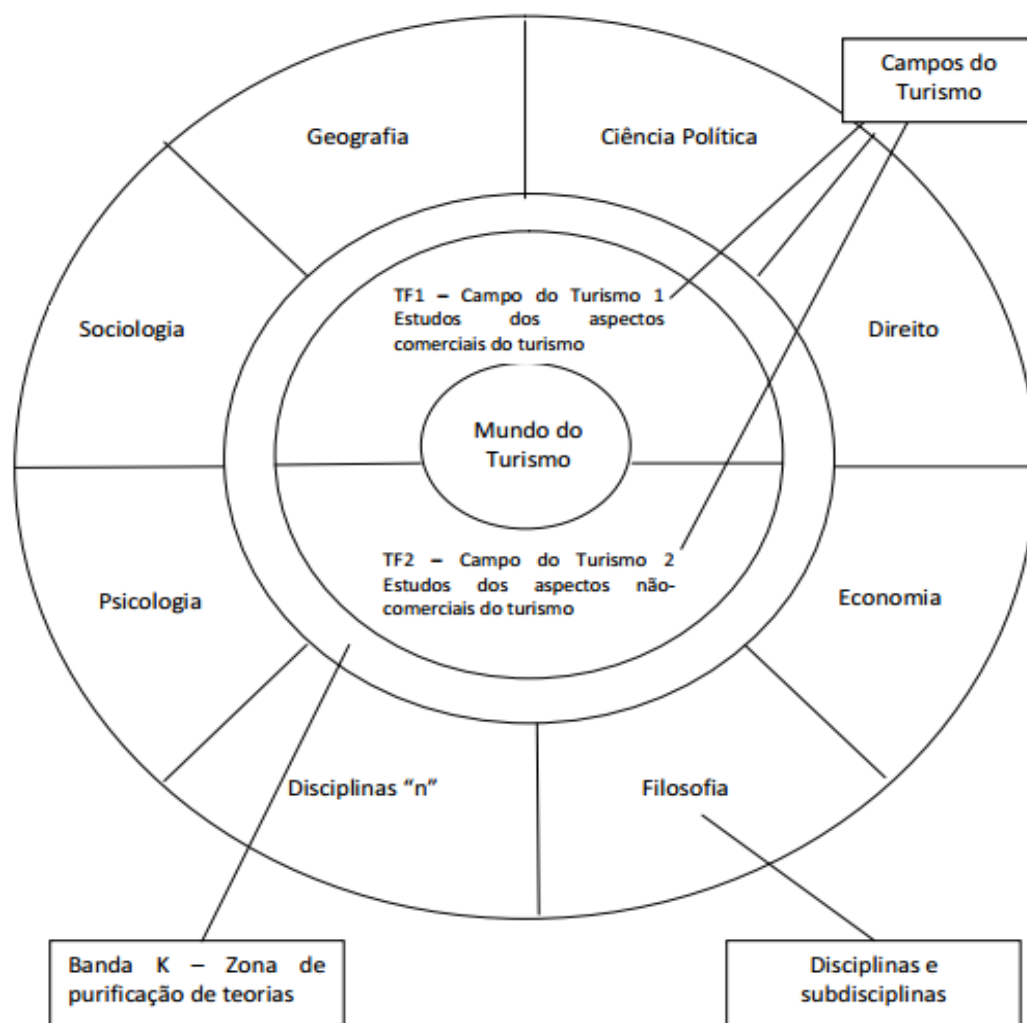 Campos do
Turismo
Geografia
Ciência Política
TF1 – Campo do Turismo 1
Estudos dos aspectos
comerciais do turismo
Sociologia
Direito
Mundo do
Turismo
TF2 – Campo do Turismo 2
Estudos dos aspectos não-
comerciais do turismo
Psicologia
Economia
Disciplinas “n”
Filosofia
Banda K – Zona de
purificação de teorias
Disciplinas e
subdisciplinas